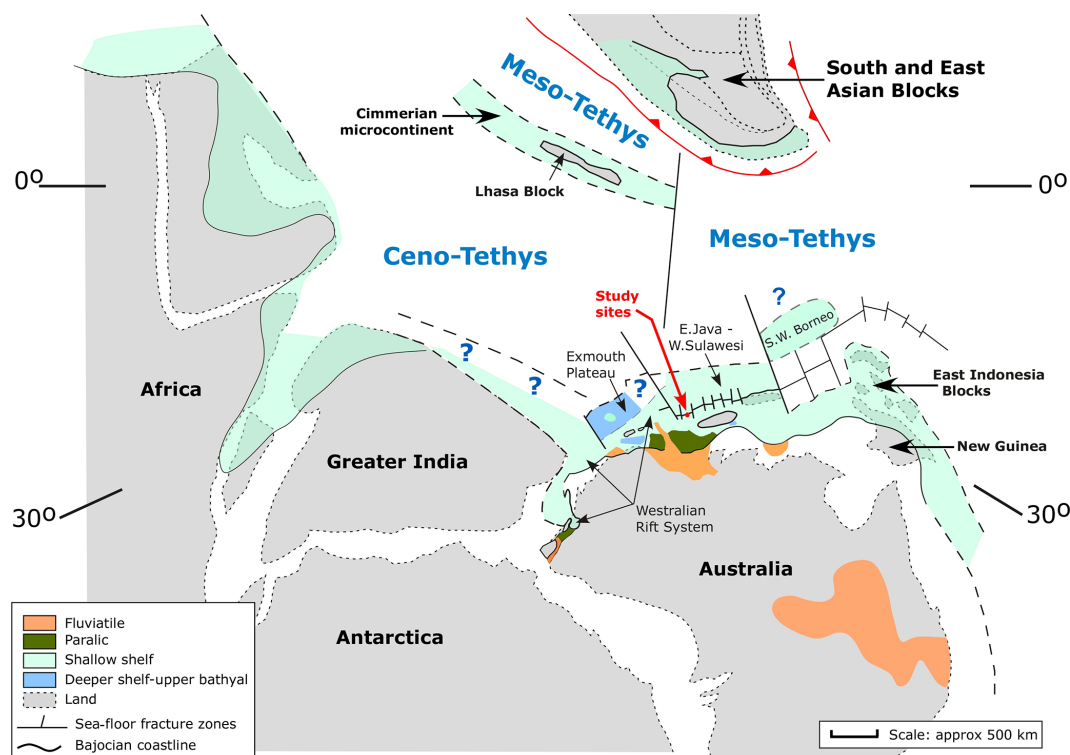 Meso-Tethys
South and East
Asian Blocks
Cimmerian
microcontinent
Lhasa Block
0º
0º
Ceno-Tethys
Meso-Tethys
Study
sites
?
E.Java -
W.Sulawesi
S.W. Borneo
?
?
?
Exmouth
Plateau
East Indonesia
Blocks
Africa
New Guinea
Greater India
30º
30º
Westralian
Rift System
Australia
Antarctica
Fluviatile
Paralic
Shallow shelf
Deeper shelf-upper bathyal
Land
Sea-floor fracture zones
Bajocian coastline
Scale: approx 500 km